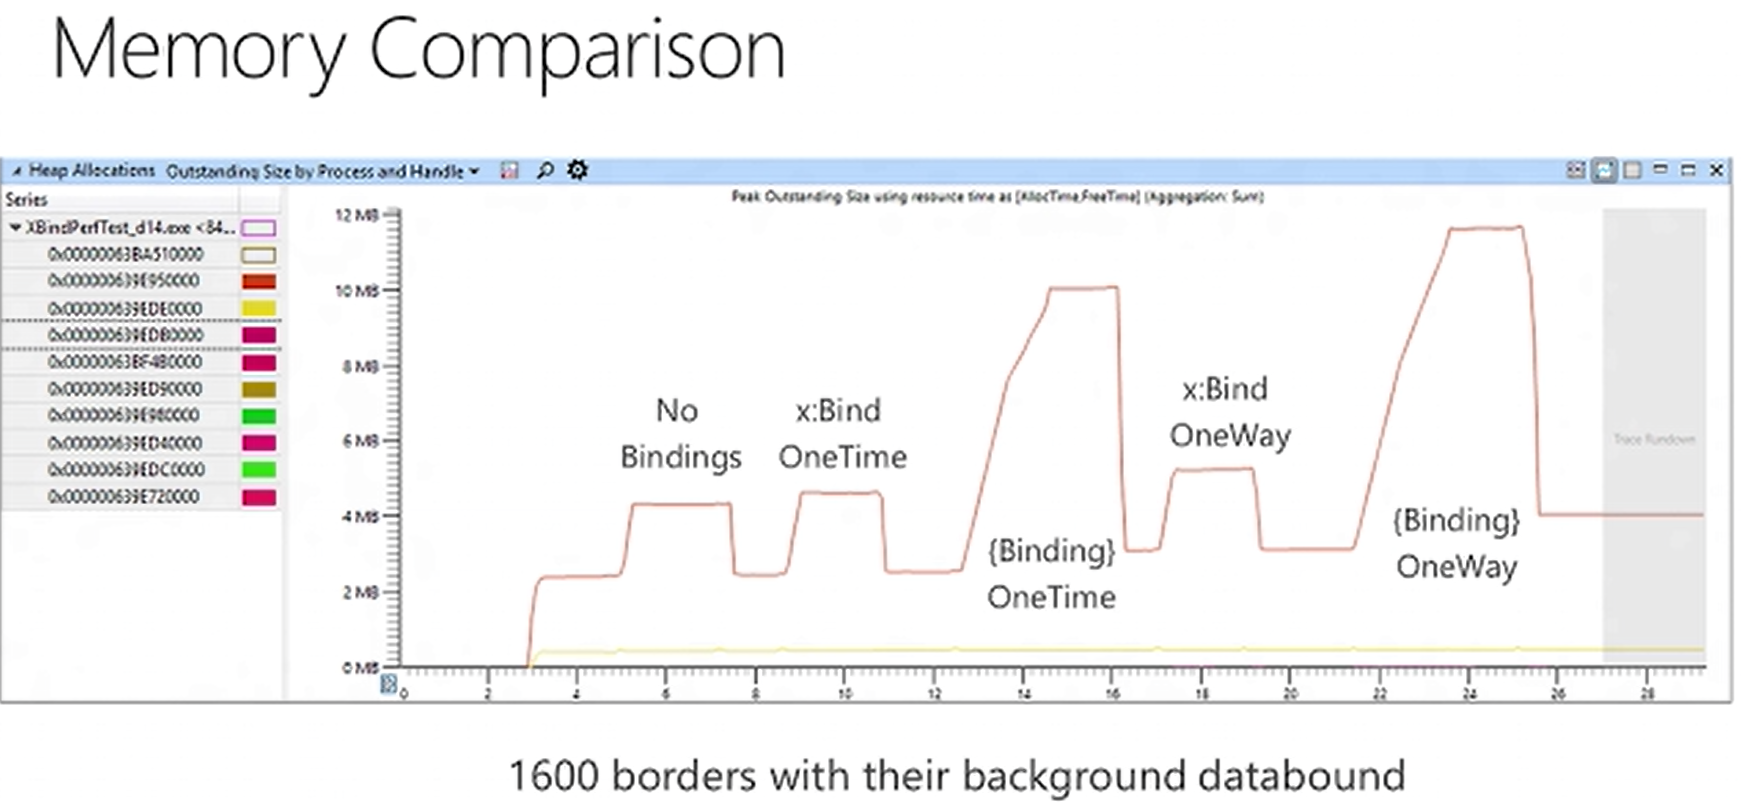 Memory Comparison
Heap Allocations Outstanding Size by Process and Handle
Series
Peak Outstanding Size using resource time as [AllocTime,FreeTime] (Aggregation: Sum)
XBindPerfTest_d14.exe <84...
0x00000063BA510000
0x000000639E950000
0x000000639EDE0000
0x000000639EDB0000
0x00000063BF4B0000
0x000000639ED90000
0x000000639E980000
0x000000639ED40000
0x000000639EDC0000
0x000000639E720000
12 MB
10 MB
8 MB
6 MB
4 MB
2 MB
0 MB
No
Bindings
x:Bind
OneTime
{Binding}
OneTime
x:Bind
OneWay
{Binding}
OneWay
Trace Rundown
0 2 4 6 8 10 12 14 16 18 20 22 24 26 28
1600 borders with their background databound